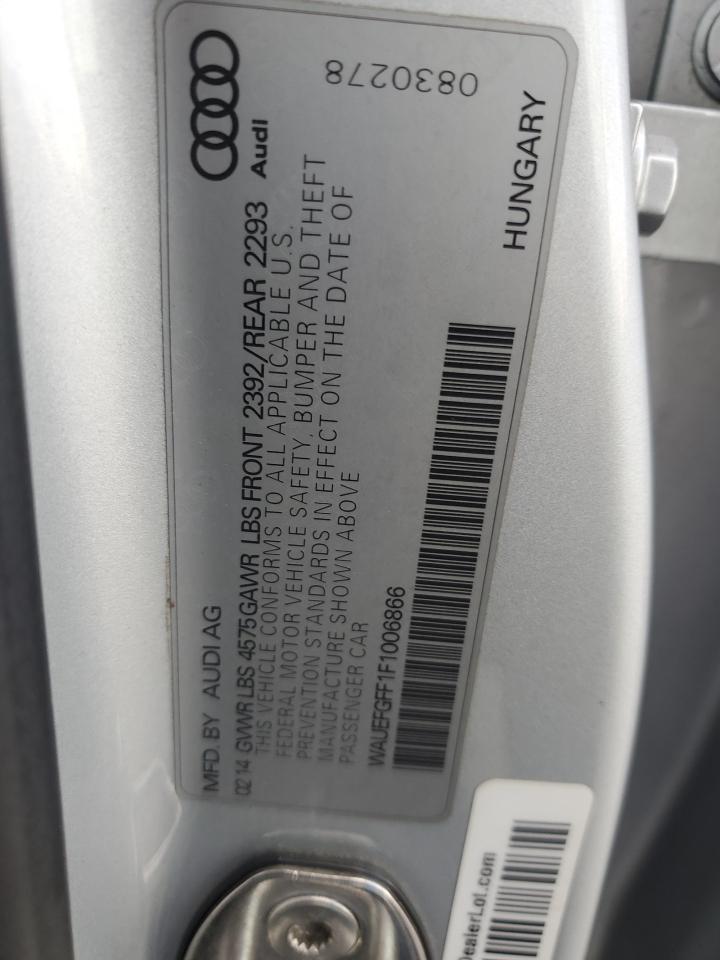 MFD. BY AUDI AG
Audi
0214 GVWR LBS 4575 GAWR LBS FRONT 2392/REAR 2293
THIS VEHICLE CONFORMS TO ALL APPLICABLE U.S.
FEDERAL MOTOR VEHICLE SAFETY, BUMPER AND THEFT
PREVENTION STANDARDS IN EFFECT ON THE DATE OF
MANUFACTURE SHOWN ABOVE
PASSENGER CAR
WAUEFGFF1F1006866
HUNGARY
0830278
DealerLot.com